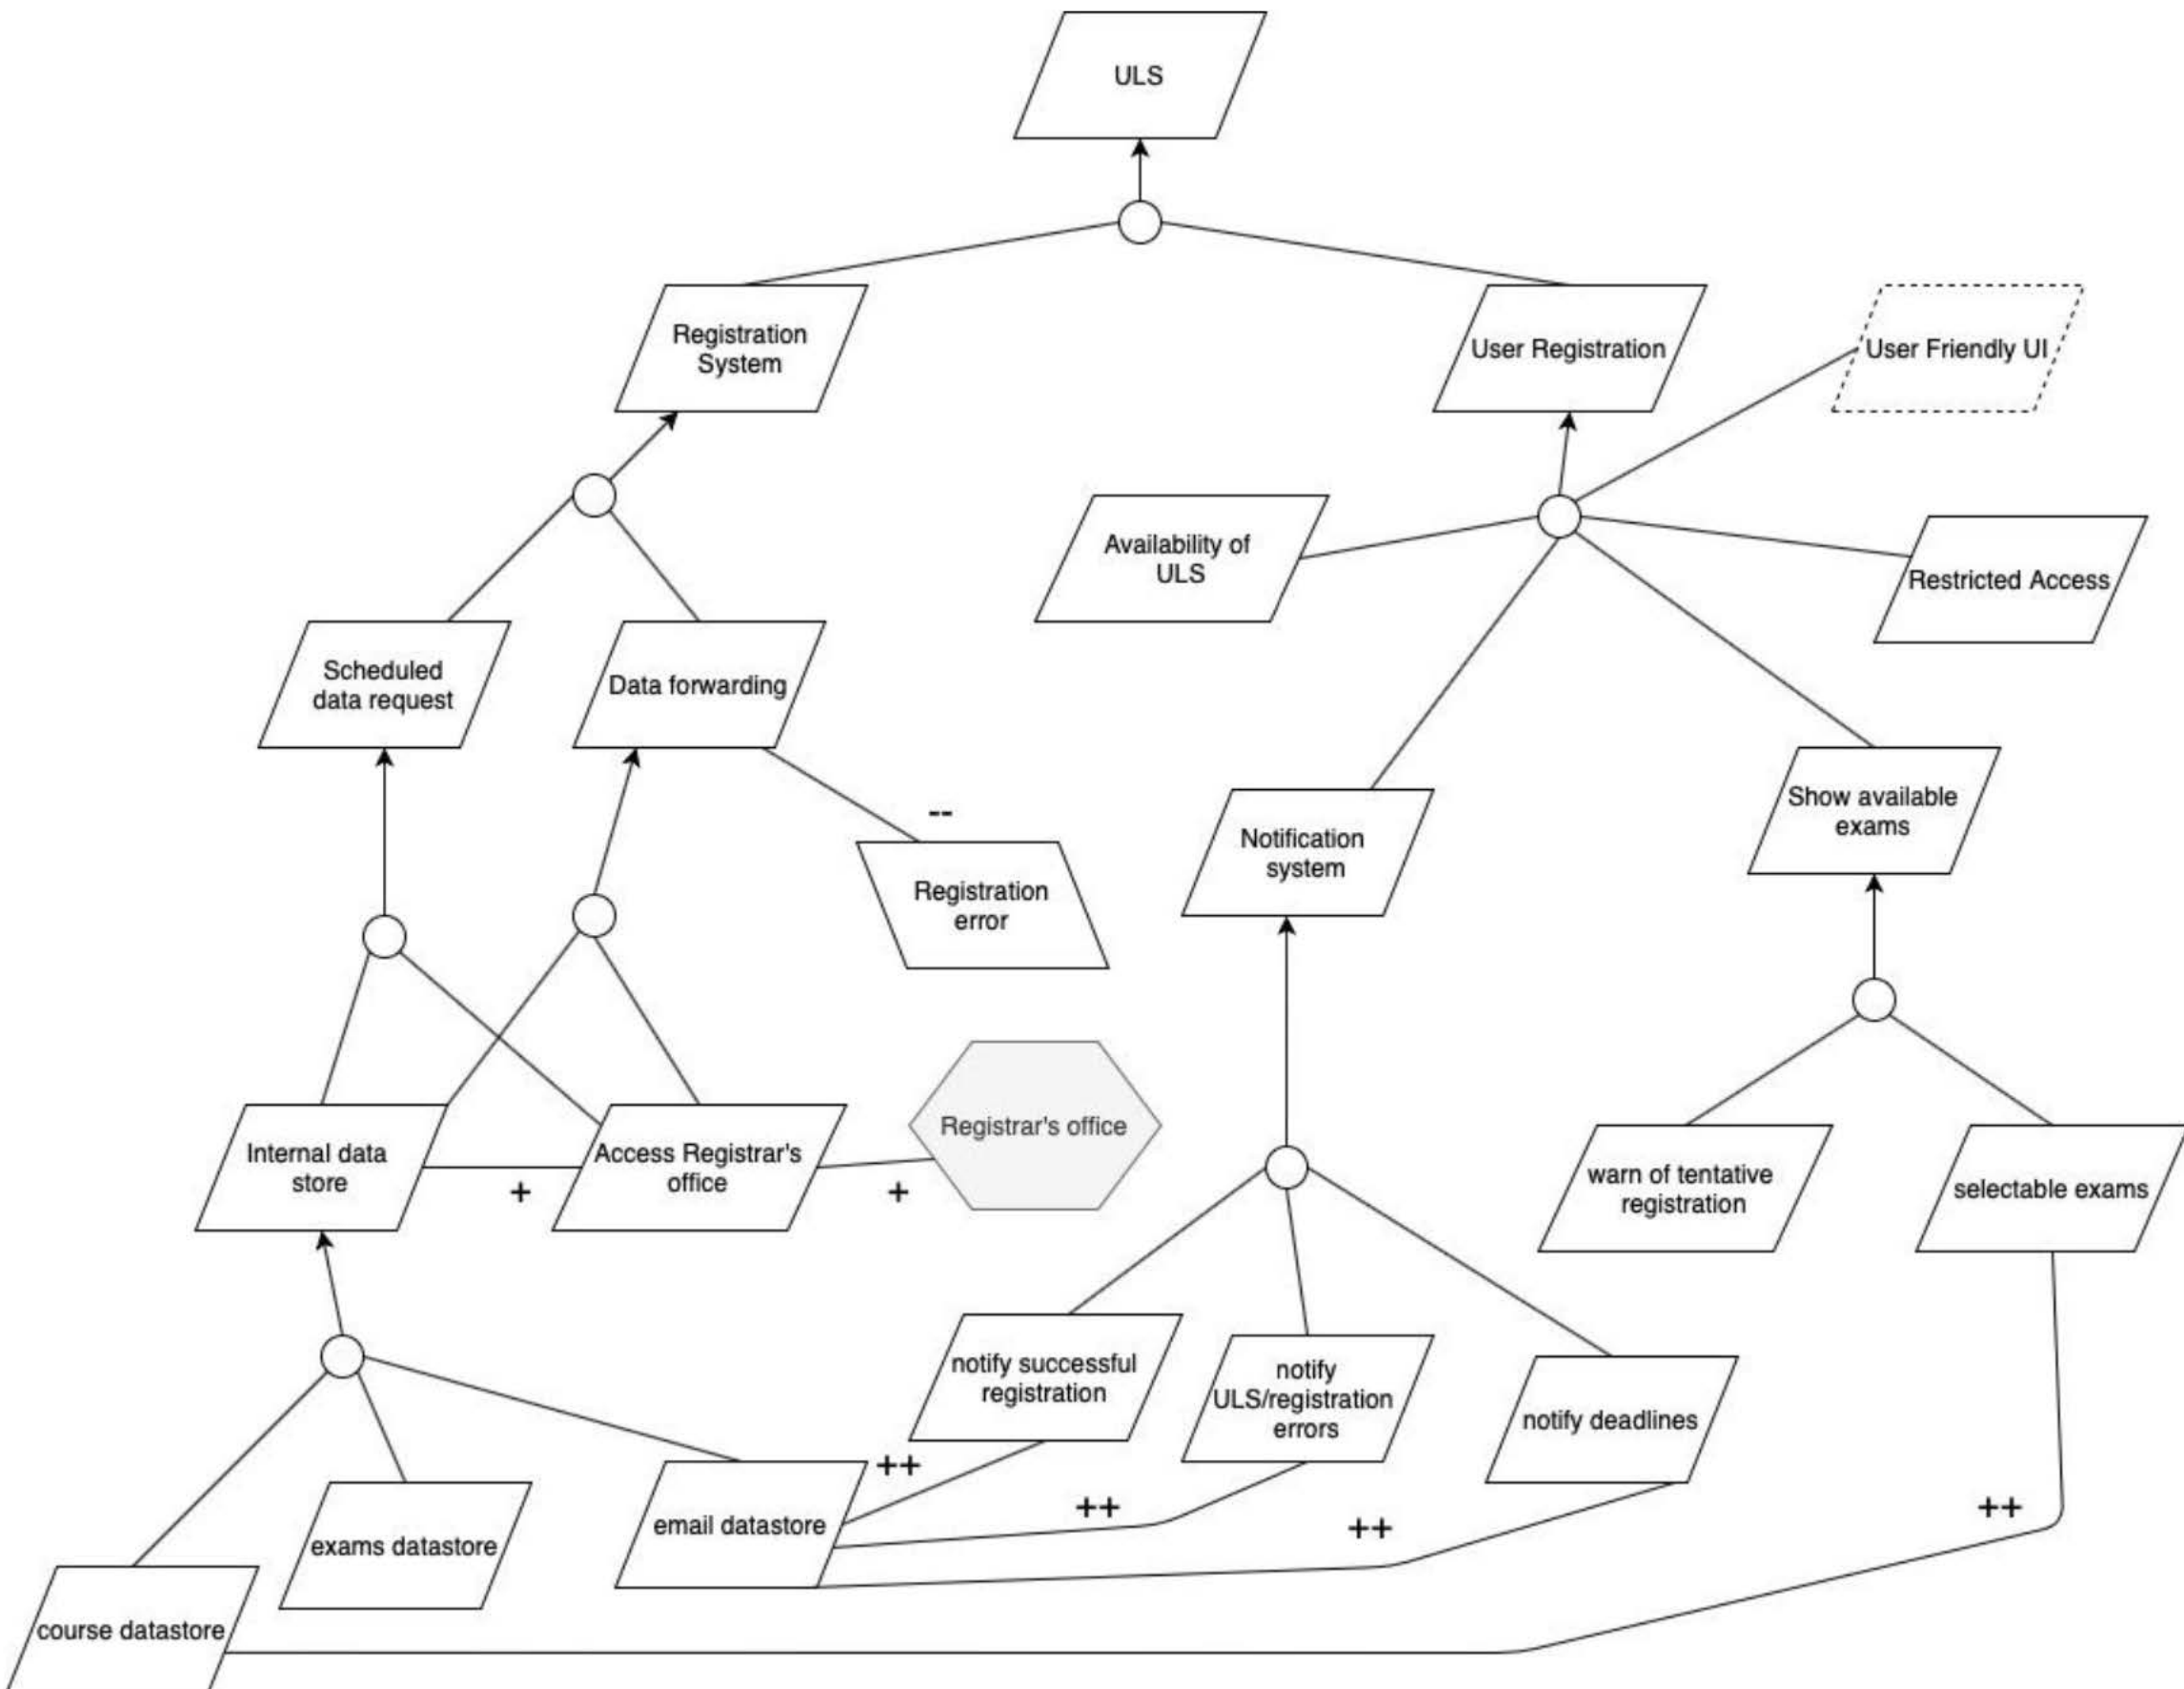 ULS
Registration
System
User Registration
User Friendly UI
Availability of
ULS
Restricted Access
Scheduled
data request
Data forwarding
--
Registration
error
Notification
system
Show available
exams
Internal data
store
+
Access Registrar's
office
+
Registrar's office
warn of tentative
registration
selectable exams
notify successful
registration
notify
ULS/registration
errors
notify deadlines
++
++
++
++
email datastore
exams datastore
course datastore